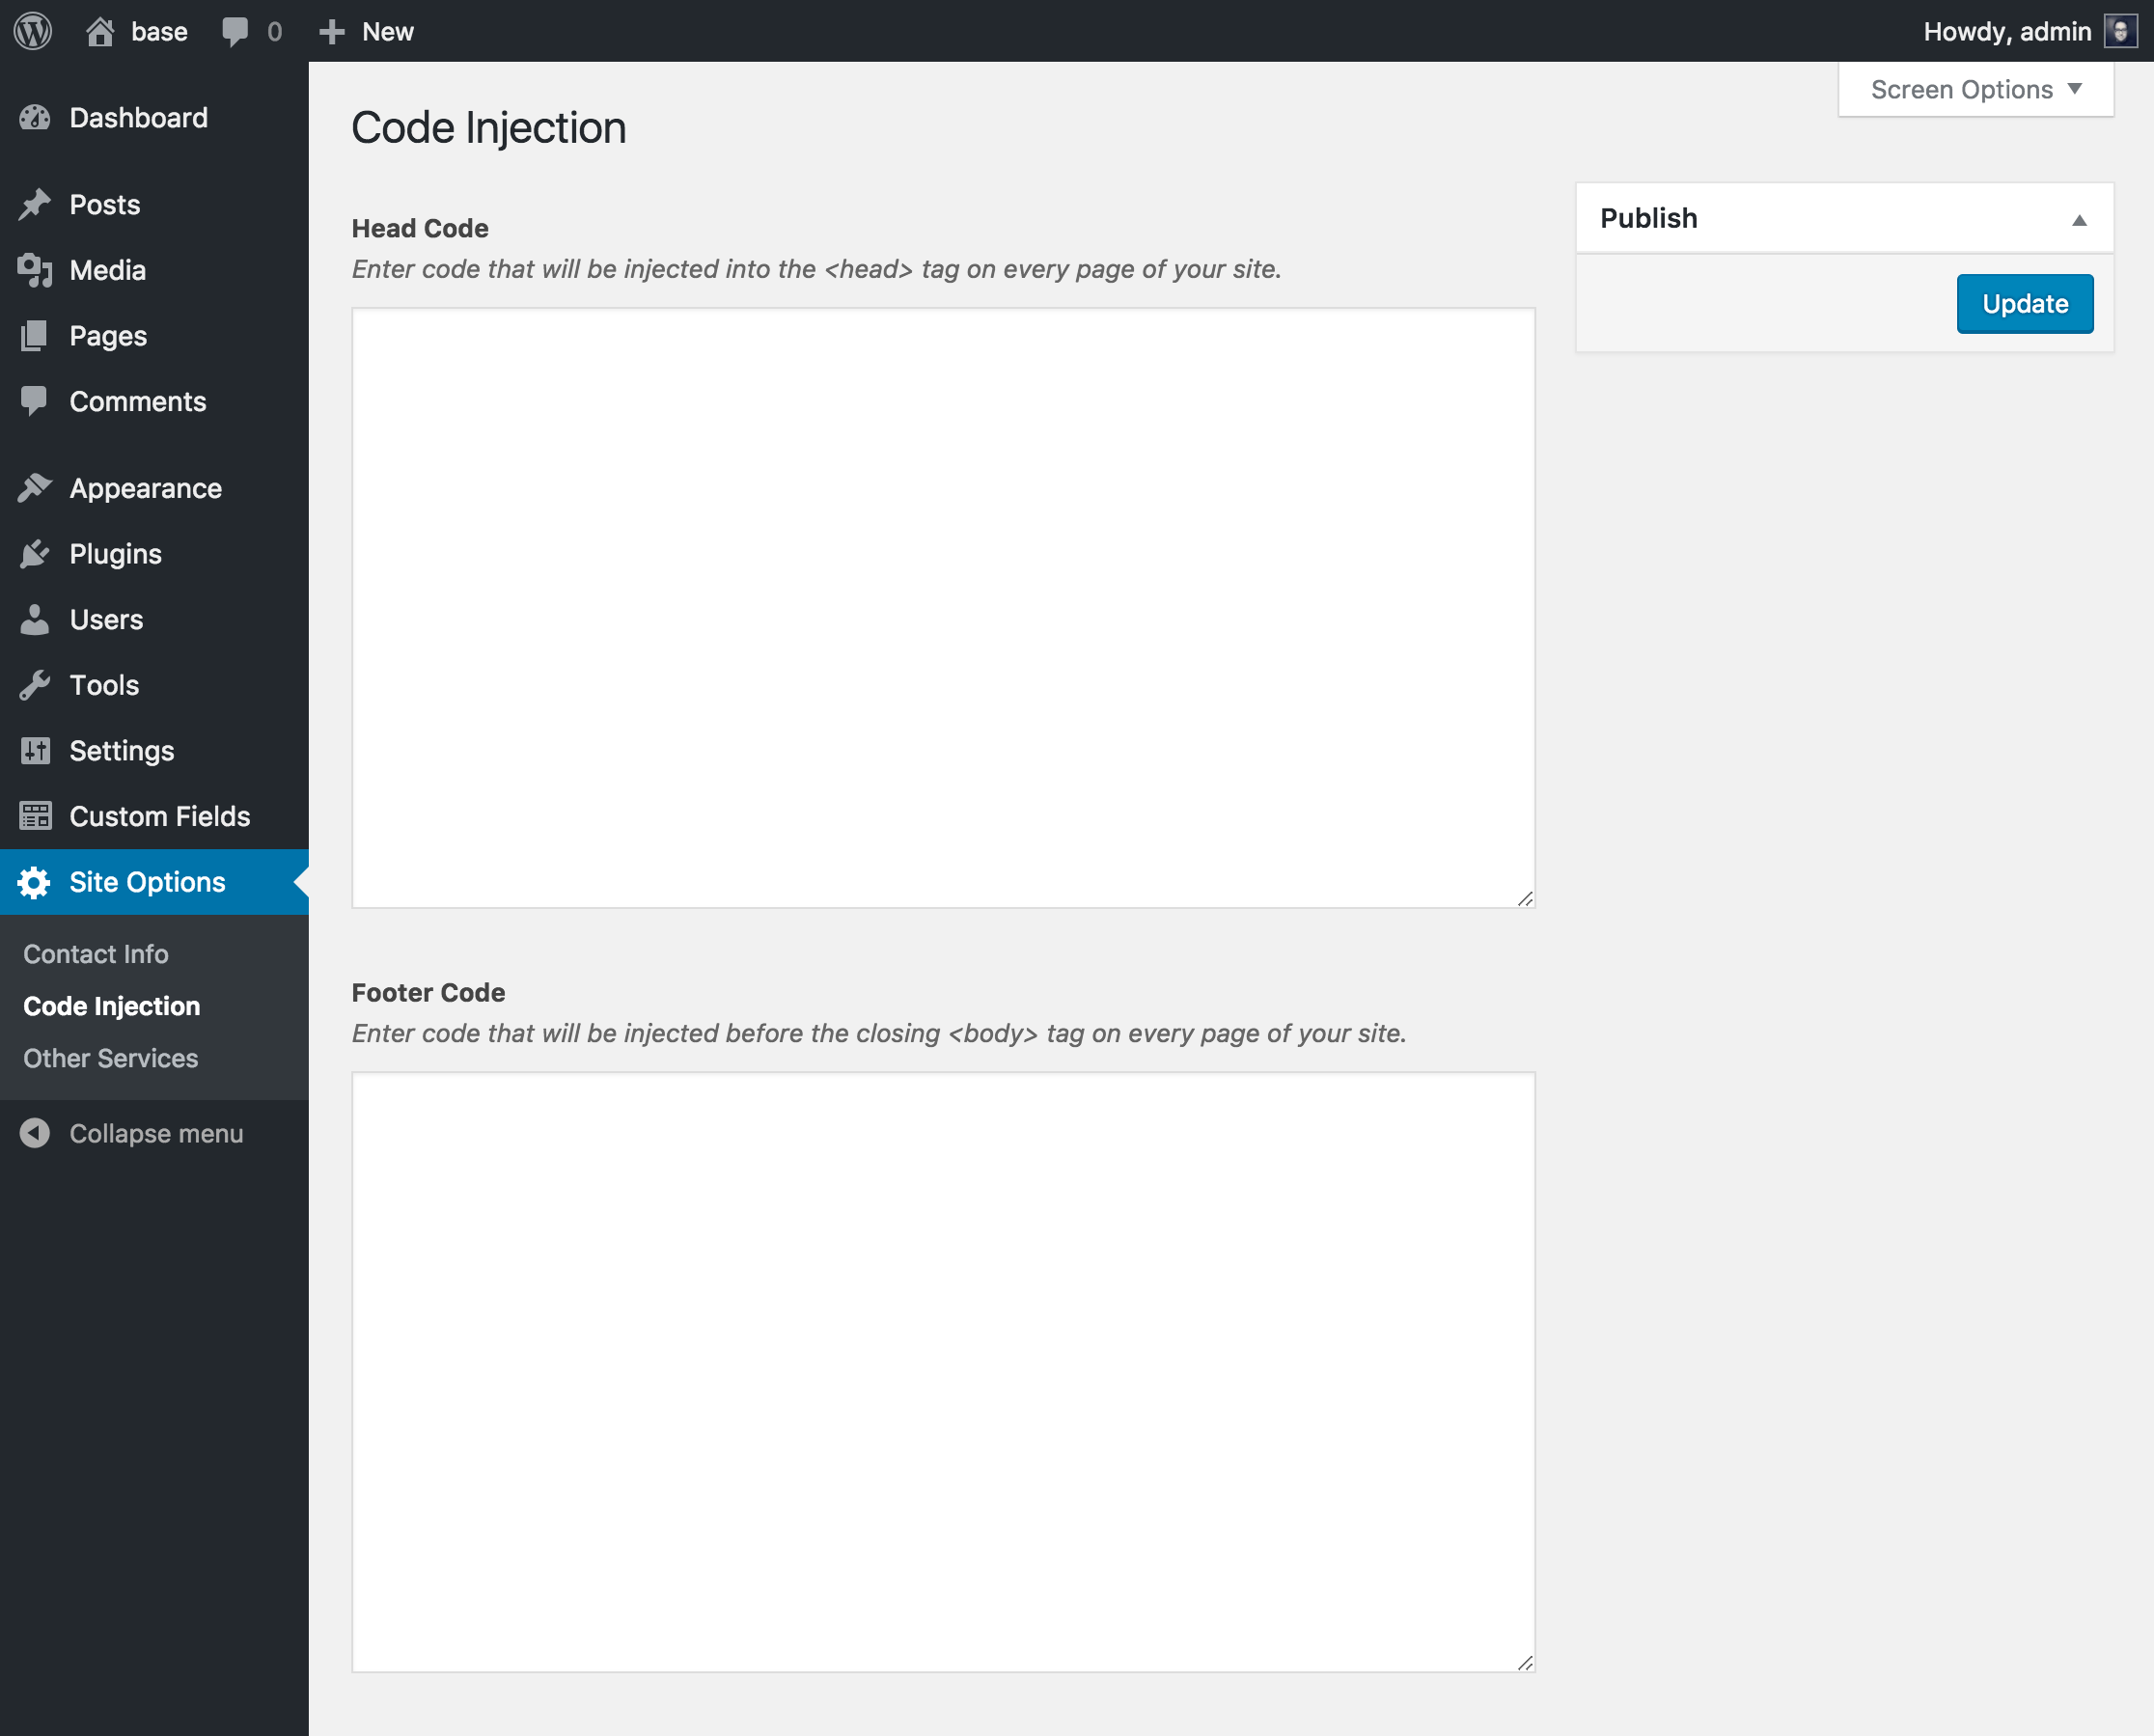 base 0 New Howdy, admin
Screen Options
Dashboard
Posts
Media
Pages
Comments
Appearance
Plugins
Users
Tools
Settings
Custom Fields
Site Options
Contact Info
Code Injection
Other Services
Collapse menu
Code Injection
Head Code
Enter code that will be injected into the <head> tag on every page of your site.
Footer Code
Enter code that will be injected before the closing <body> tag on every page of your site.
Publish
Update